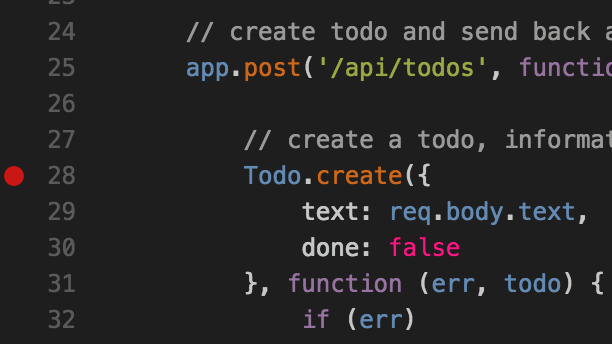 24 // create todo and send back a
25 app.post('/api/todos', functio
26
27 // create a todo, informat
28 Todo.create({
29 text: req.body.text,
30 done: false
31 }, function (err, todo) {
32 if (err)